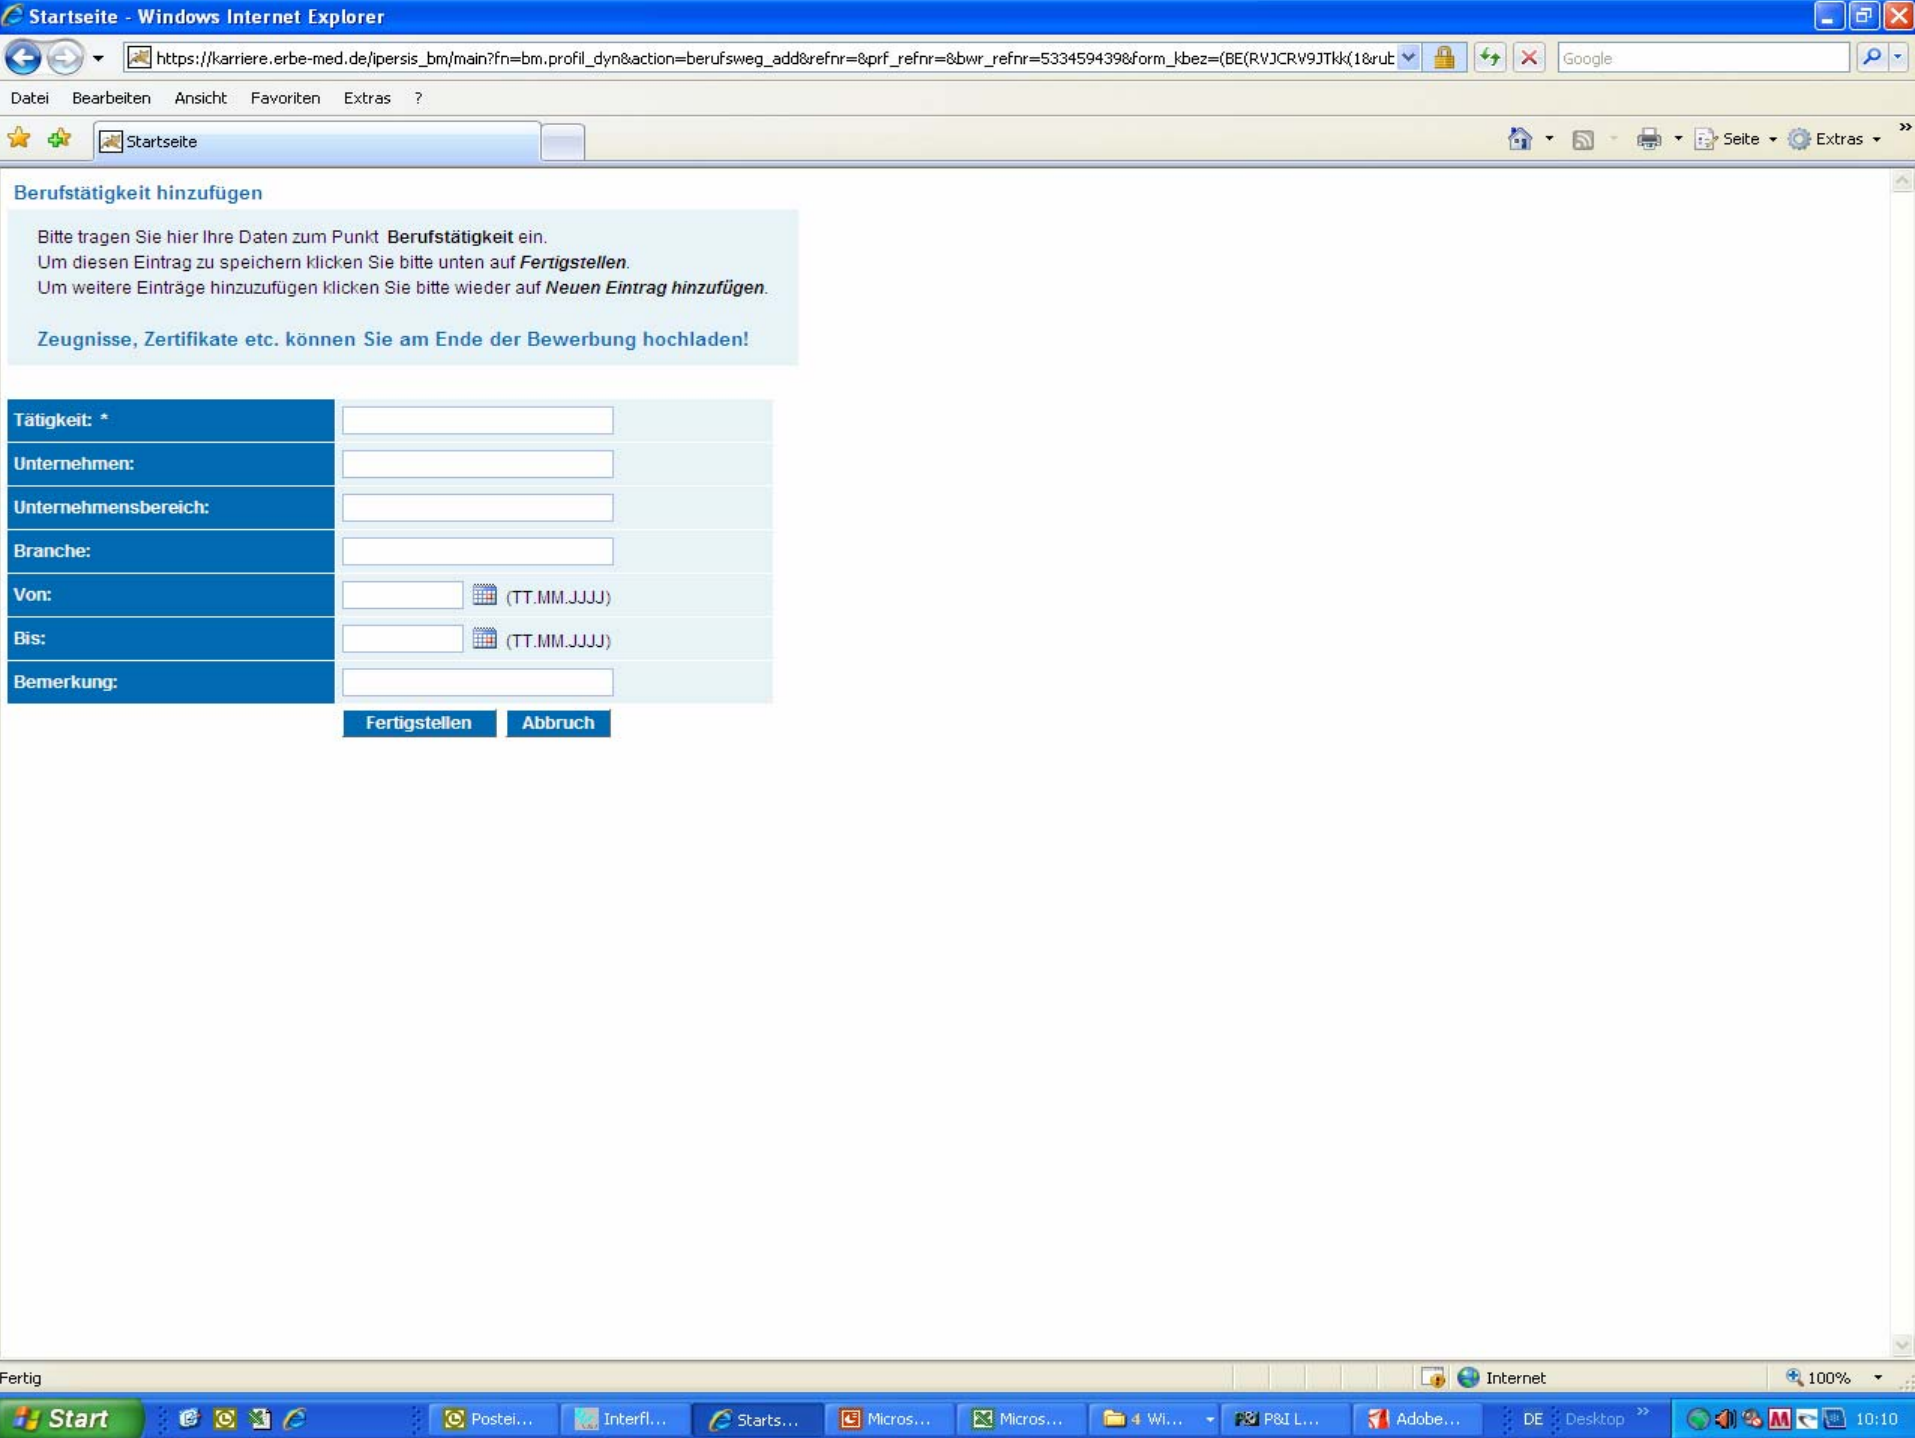 Startseite - Windows Internet Explorer
https://karriere.erbe-med.de/ipersis_bm/main?fn=bm.profil_dyn&action=berufsweg_add&refnr=&prf_refnr=&bwr_refnr=533459439&form_kbez=(BE(RVJCRV9JTkk(1&rub
Google
Datei Bearbeiten Ansicht Favoriten Extras ?
Startseite
Seite Extras »
Berufstätigkeit hinzufügen
Bitte tragen Sie hier Ihre Daten zum Punkt Berufstätigkeit ein.
Um diesen Eintrag zu speichern klicken Sie bitte unten auf Fertigstellen.
Um weitere Einträge hinzuzufügen klicken Sie bitte wieder auf Neuen Eintrag hinzufügen.
Zeugnisse, Zertifikate etc. können Sie am Ende der Bewerbung hochladen!
Tätigkeit: *
Unternehmen:
Unternehmensbereich:
Branche:
Von: (TT.MM.JJJJ)
Bis: (TT.MM.JJJJ)
Bemerkung:
Fertigstellen Abbruch
Fertig Internet 100%
Start Postei... Interfl... Starts... Micros... Micros... 4 Wi... P&I L... Adobe... DE Desktop » 10:10